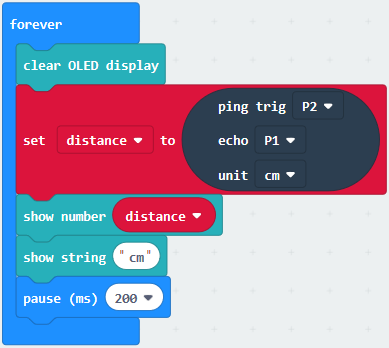 forever
clear OLED display
ping trig P2
set distance to echo P1
unit cm
show number distance
show string "cm"
pause (ms) 200